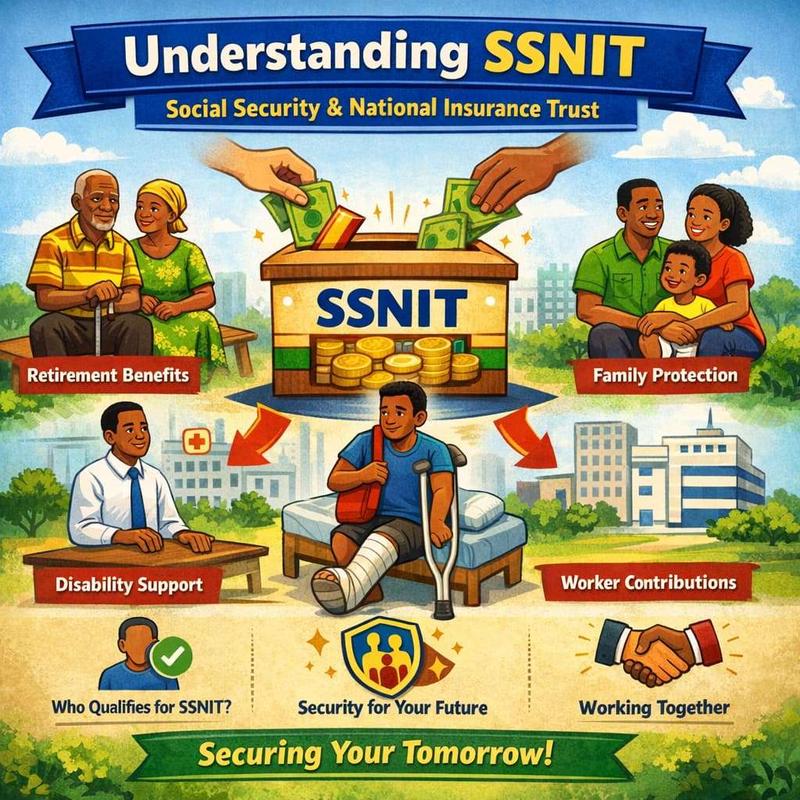 Understanding SSNIT
Social Security & National Insurance Trust
SSNIT
Retirement Benefits
Family Protection
Disability Support
Worker Contributions
Who Qualifies for SSNIT?
Security for Your Future
Working Together
Securing Your Tomorrow!